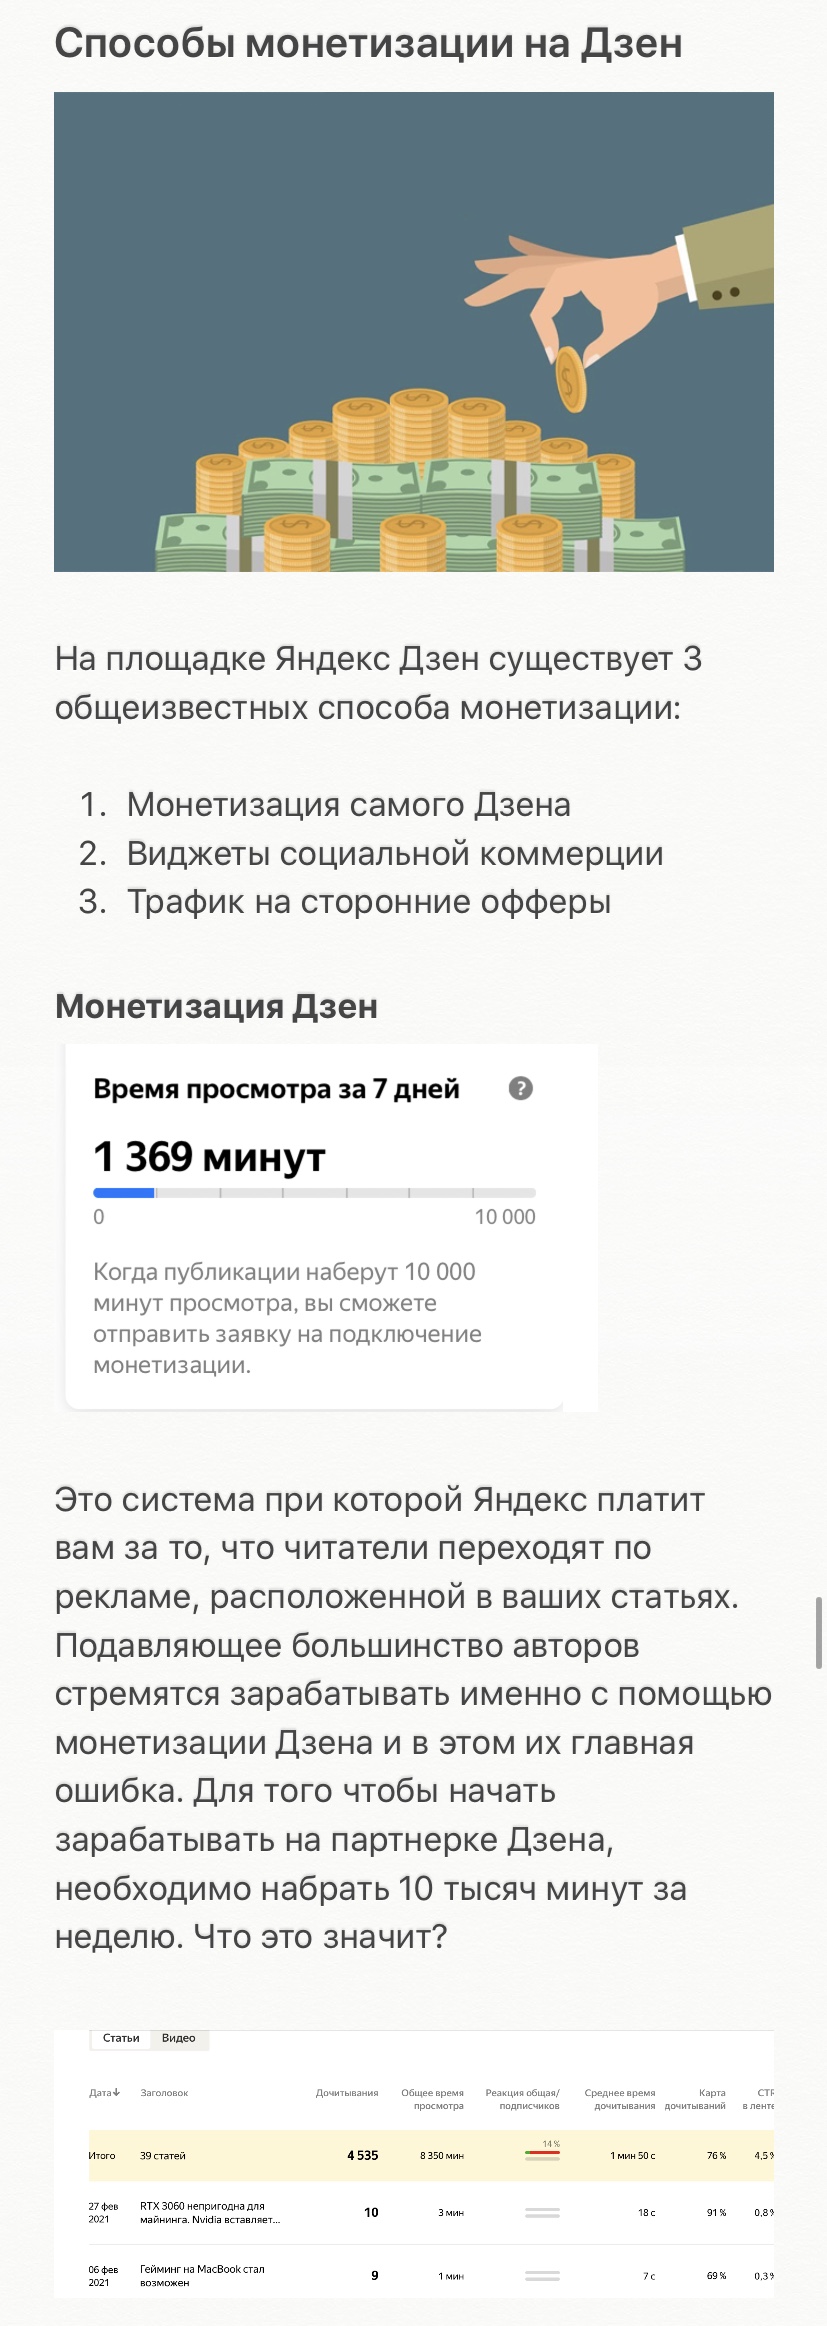 Способы монетизации на Дзен
На площадке Яндекс Дзен существует 3
общеизвестных способа монетизации:
1. Монетизация самого Дзена
2. Виджеты социальной коммерции
3. Трафик на сторонние офферы
Монетизация Дзен
Время просмотра за 7 дней ?
1 369 минут
0 10 000
Когда публикации наберут 10 000
минут просмотра, вы сможете
отправить заявку на подключение
монетизации.
Это система при которой Яндекс платит
вам за то, что читатели переходят по
рекламе, расположенной в ваших статьях.
Подавляющее большинство авторов
стремятся зарабатывать именно с помощью
монетизации Дзена и в этом их главная
ошибка. Для того чтобы начать
зарабатывать на партнерке Дзена,
необходимо набрать 10 тысяч минут за
неделю. Что это значит?
Статьи Видео
Дата↓ Заголовок Дочитывания Общее время Реакция общая/ Среднее время Карта CTR
просмотра подписчиков дочитывания дочитываний в ленте
14 %
Итого 39 статей 4 535 8 350 мин 1 мин 50 с 76 % 4,5 %
27 фев RTX 3060 непригодна для
2021 майнинга. Nvidia вставляет... 10 3 мин 18 с 91 % 0,8 %
06 фев Гейминг на MacBook стал
2021 возможен 9 1 мин 7 с 69 % 0,3 %